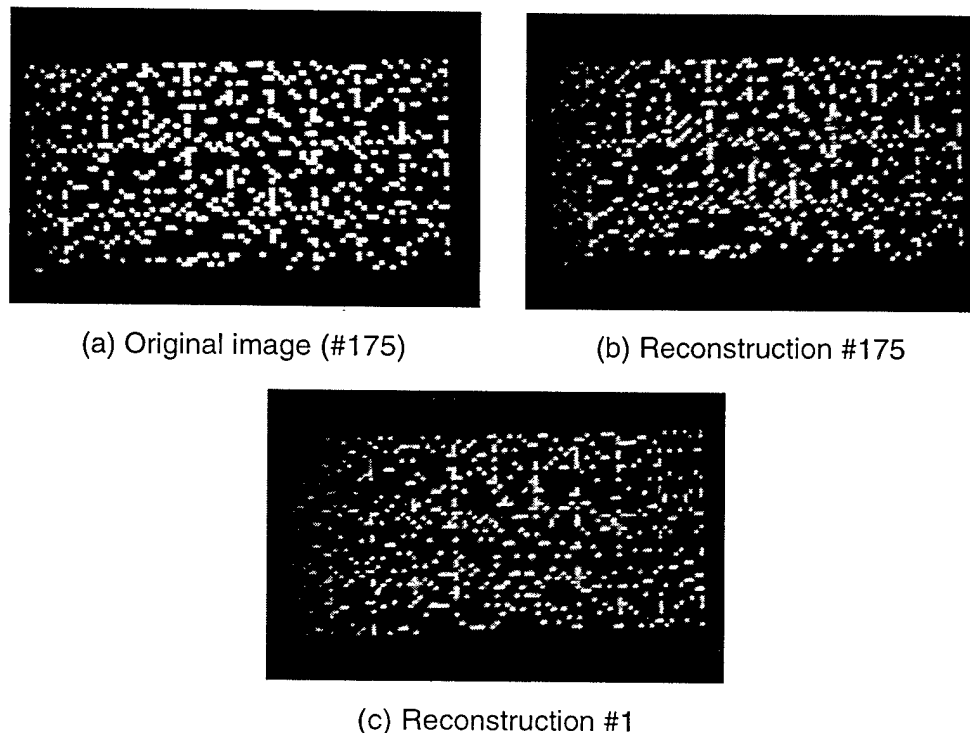 (a) Original image (#175)
(b) Reconstruction #175
(c) Reconstruction #1